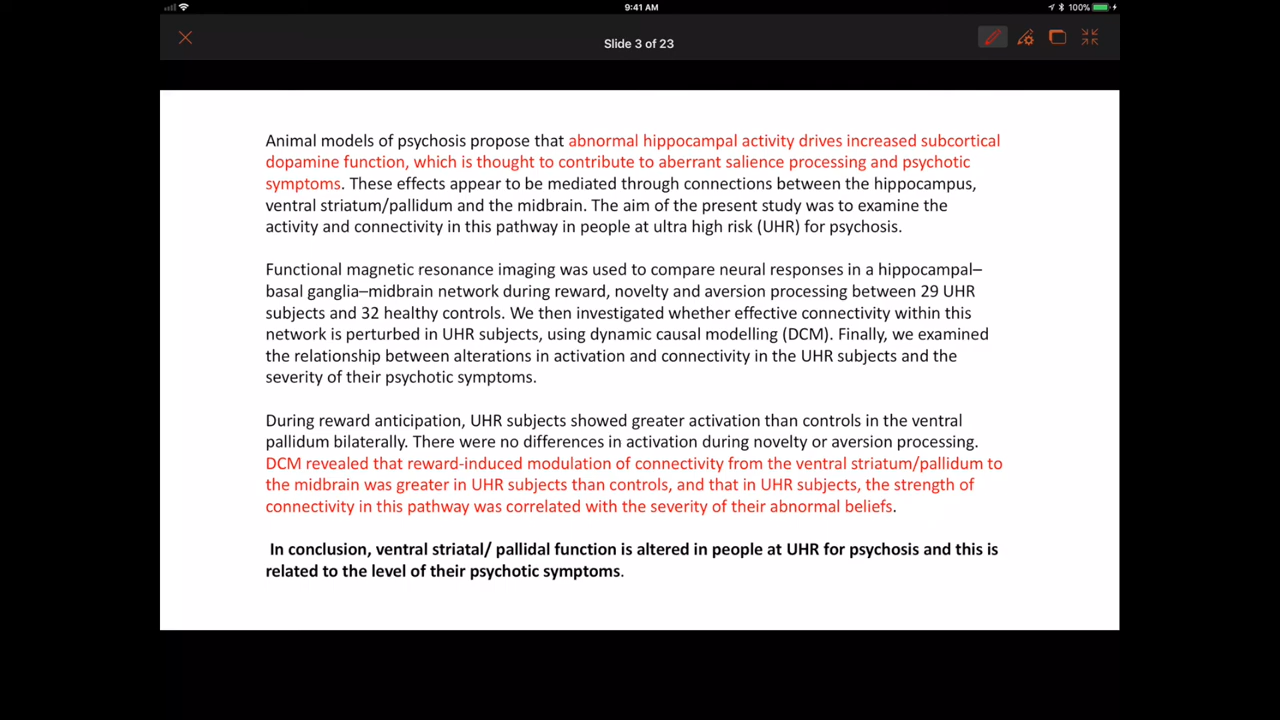 9:41 AM
100%
Slide 3 of 23
Animal models of psychosis propose that abnormal hippocampal activity drives increased subcortical
dopamine function, which is thought to contribute to aberrant salience processing and psychotic
symptoms. These effects appear to be mediated through connections between the hippocampus,
ventral striatum/pallidum and the midbrain. The aim of the present study was to examine the
activity and connectivity in this pathway in people at ultra high risk (UHR) for psychosis.
Functional magnetic resonance imaging was used to compare neural responses in a hippocampal–
basal ganglia–midbrain network during reward, novelty and aversion processing between 29 UHR
subjects and 32 healthy controls. We then investigated whether effective connectivity within this
network is perturbed in UHR subjects, using dynamic causal modelling (DCM). Finally, we examined
the relationship between alterations in activation and connectivity in the UHR subjects and the
severity of their psychotic symptoms.
During reward anticipation, UHR subjects showed greater activation than controls in the ventral
pallidum bilaterally. There were no differences in activation during novelty or aversion processing.
DCM revealed that reward-induced modulation of connectivity from the ventral striatum/pallidum to
the midbrain was greater in UHR subjects than controls, and that in UHR subjects, the strength of
connectivity in this pathway was correlated with the severity of their abnormal beliefs.
In conclusion, ventral striatal/ pallidal function is altered in people at UHR for psychosis and this is
related to the level of their psychotic symptoms.